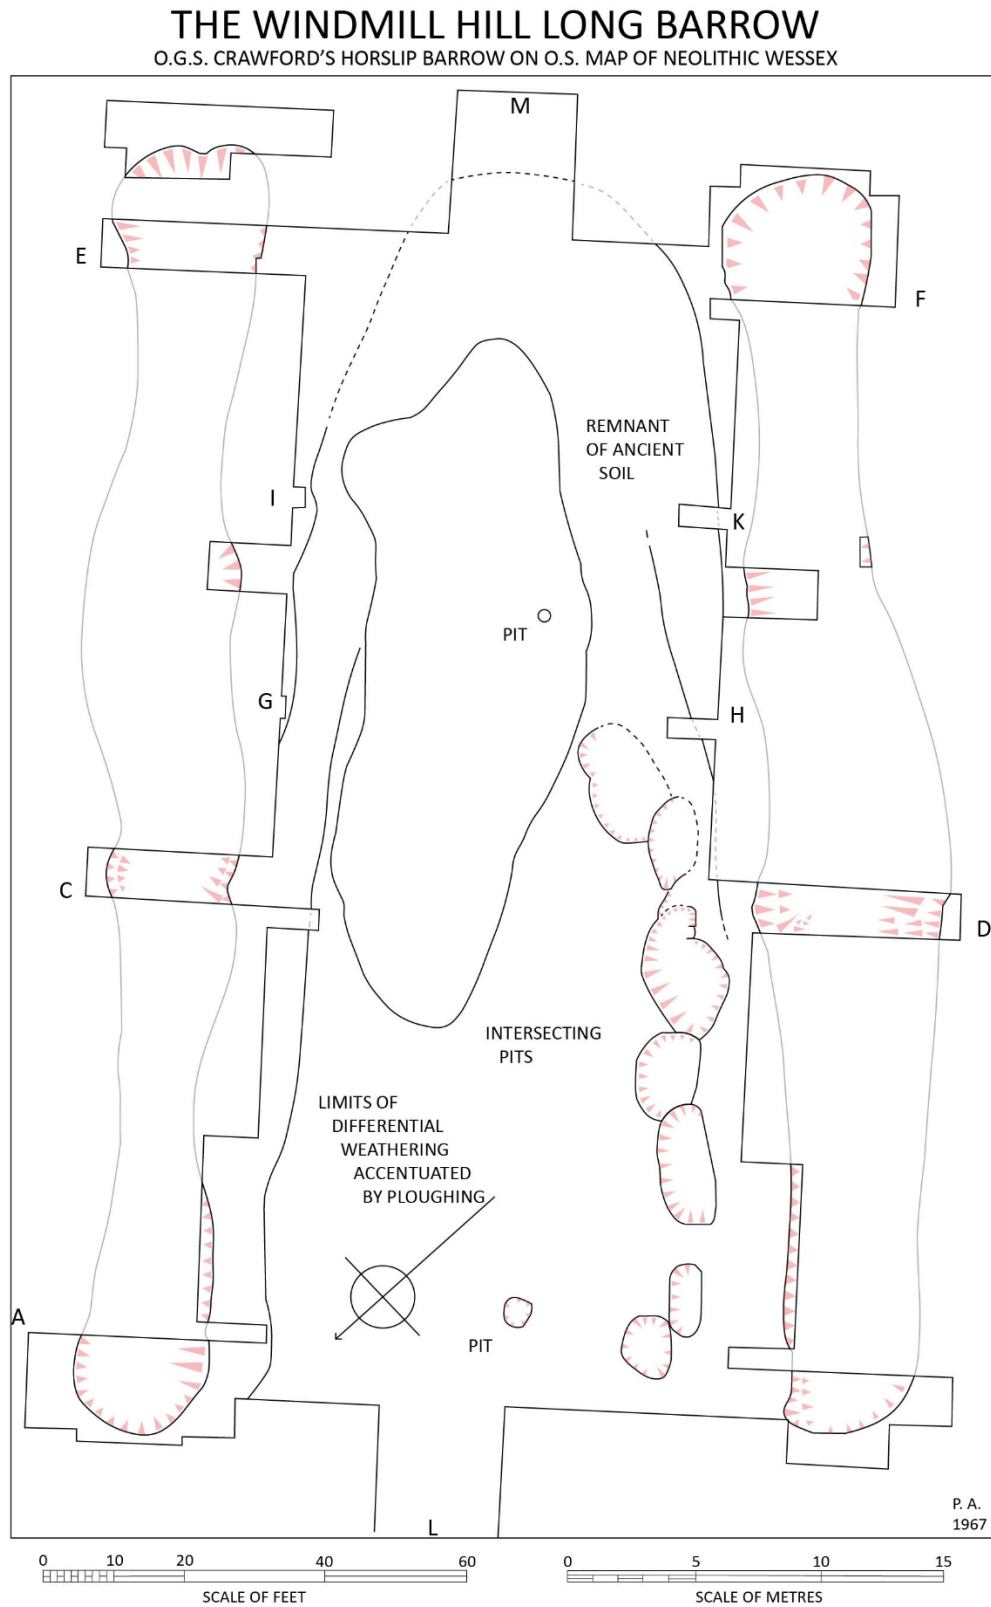 THE WINDMILL HILL LONG BARROW
O.G.S. CRAWFORD'S HORSLIP BARROW ON O.S. MAP OF NEOLITHIC WESSEX
M
E
F
REMNANT
OF ANCIENT
SOIL
I
K
PIT
G
H
C
D
INTERSECTING
PITS
LIMITS OF
DIFFERENTIAL
WEATHERING
ACCENTUATED
BY PLOUGHING
A
PIT
L
P. A.
1967
0 10 20 40 60
SCALE OF FEET
0 5 10 15
SCALE OF METRES